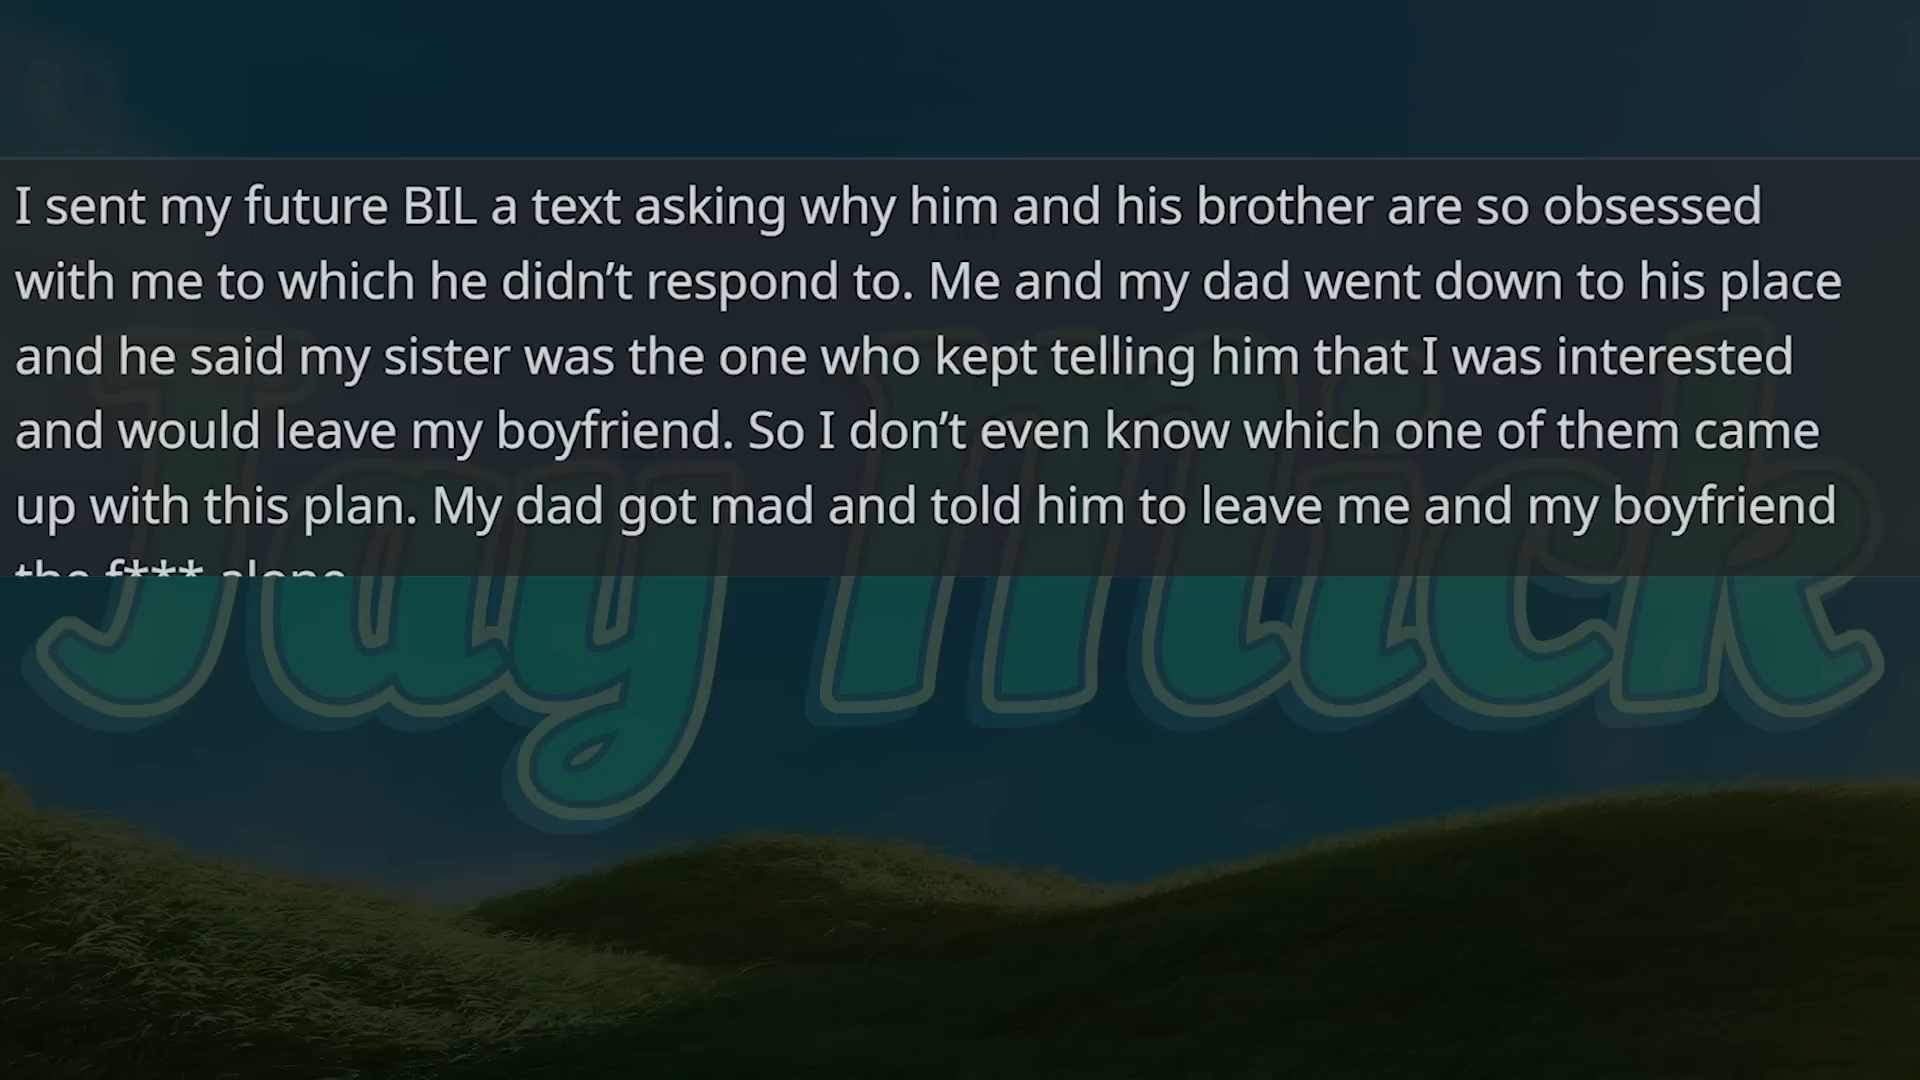 I sent my future BIL a text asking why him and his brother are so obsessed
with me to which he didn’t respond to. Me and my dad went down to his place
and he said my sister was the one who kept telling him that I was interested
and would leave my boyfriend. So I don’t even know which one of them came
up with this plan. My dad got mad and told him to leave me and my boyfriend
the f*** alone
Jay Mick